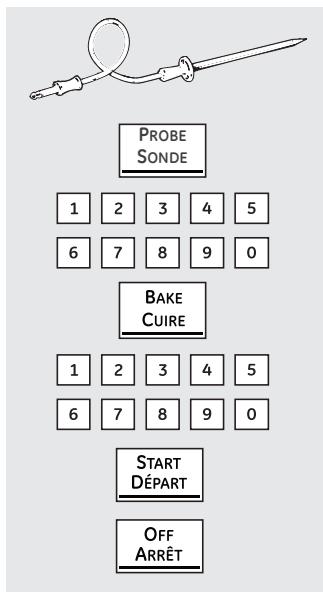 PROBE
SONDE
1 2 3 4 5
6 7 8 9 0
BAKE
CUIRE
1 2 3 4 5
6 7 8 9 0
START
DÉPART
OFF
ARRÊT